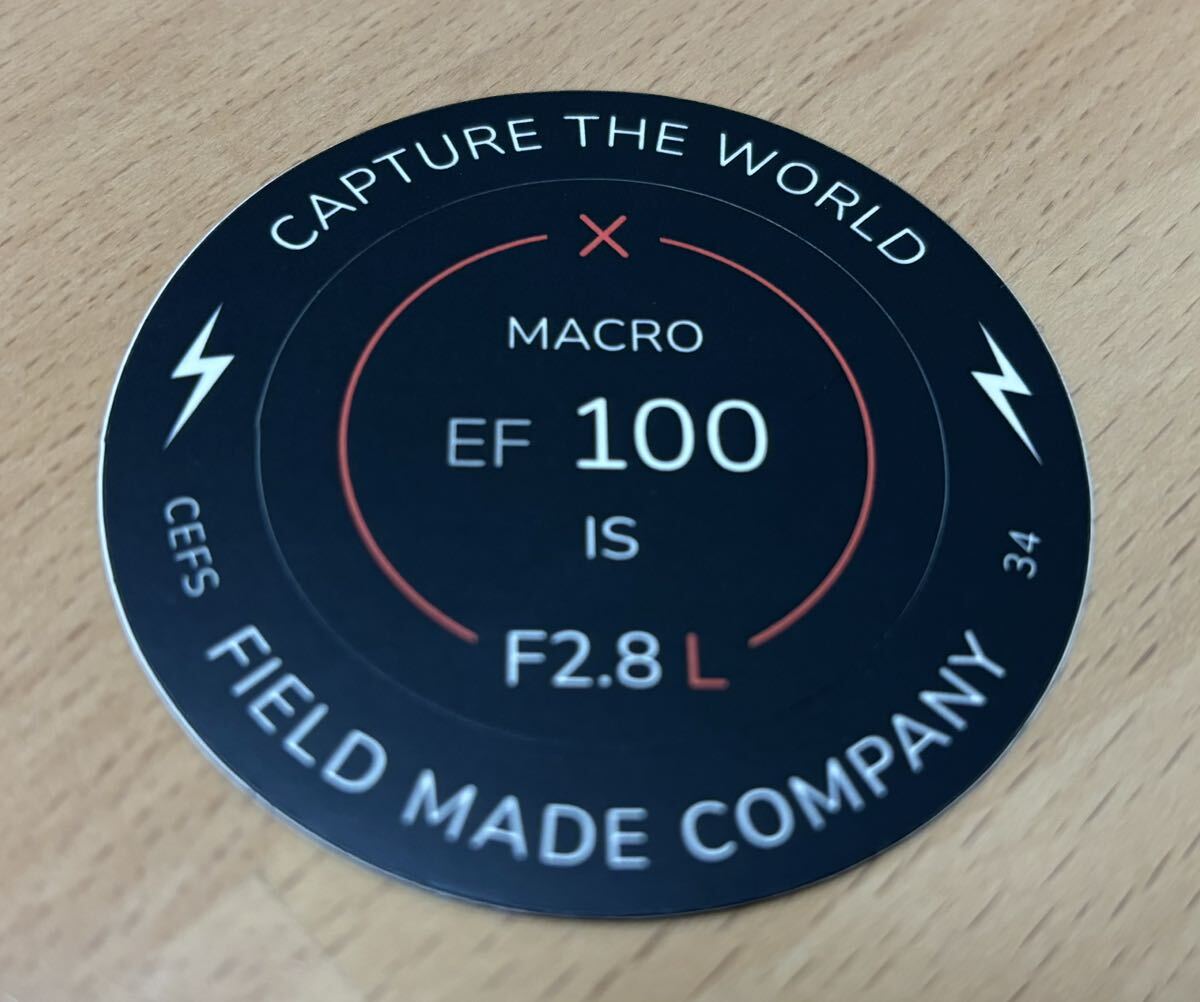 CAPTURE THE WORLD
X
MACRO
EF 100
IS
F2.8 L
CEFS
34
FIELD MADE COMPANY